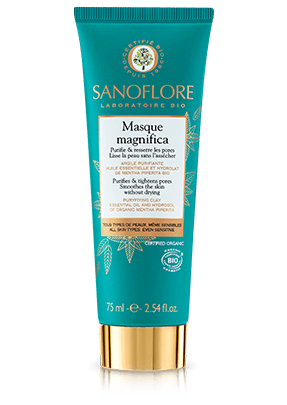 CERTIFIÉ BIO
SANOFLORE
LABORATOIRE BIO
Masque
magnifica
Purifie & resserre les pores
Lisse la peau sans l'assécher
ARGILE PURIFIANTE
HUILE ESSENTIELLE ET HYDROLAT
DE MENTHA PIPERITA BIO
Purifies & tightens pores
Smoothes the skin
without drying
PURIFYING CLAY
ESSENTIAL OIL AND HYDROSOL
OF ORGANIC MENTHA PIPERITA
TOUS TYPES DE PEAUX, MÊME SENSIBLES
ALL SKIN TYPES, EVEN SENSITIVE
CERTIFIED ORGANIC
BIO
75 ml -e- 2.54 fl.oz.